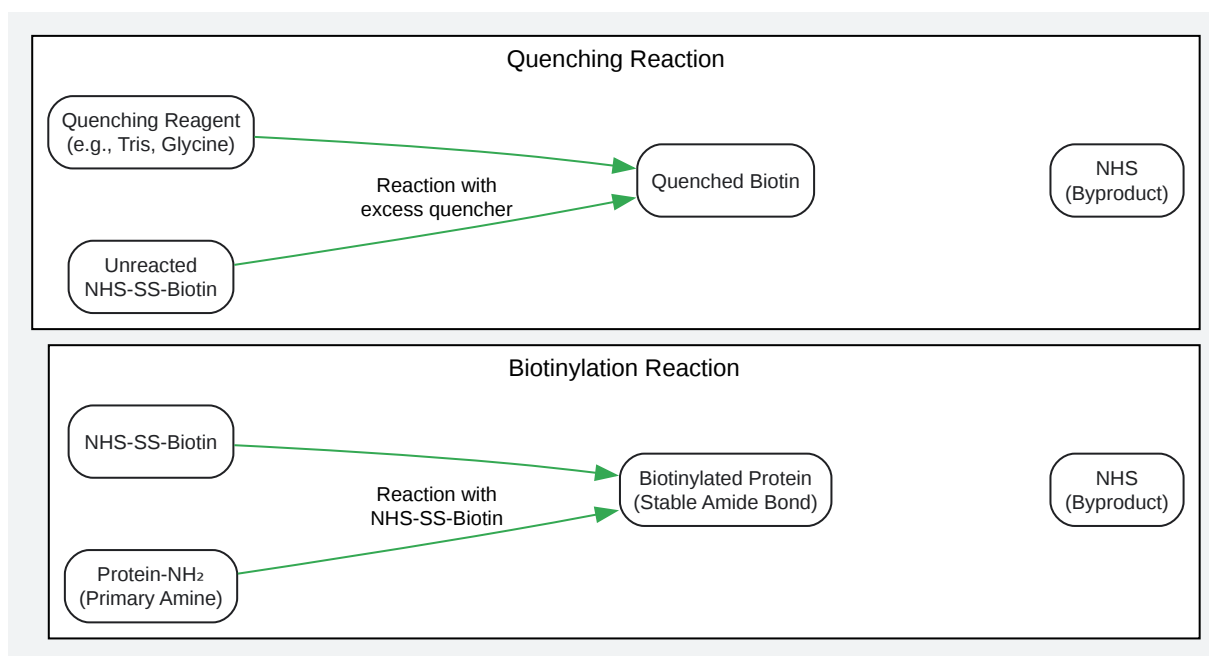 Quenching Reaction
Quenching Reagent
(e.g., Tris, Glycine)
Reaction with
excess quencher
Unreacted
NHS-SS-Biotin
Quenched Biotin
NHS
(Byproduct)
Biotinylation Reaction
NHS-SS-Biotin
Reaction with
NHS-SS-Biotin
Protein-NH₂
(Primary Amine)
Biotinylated Protein
(Stable Amide Bond)
NHS
(Byproduct)